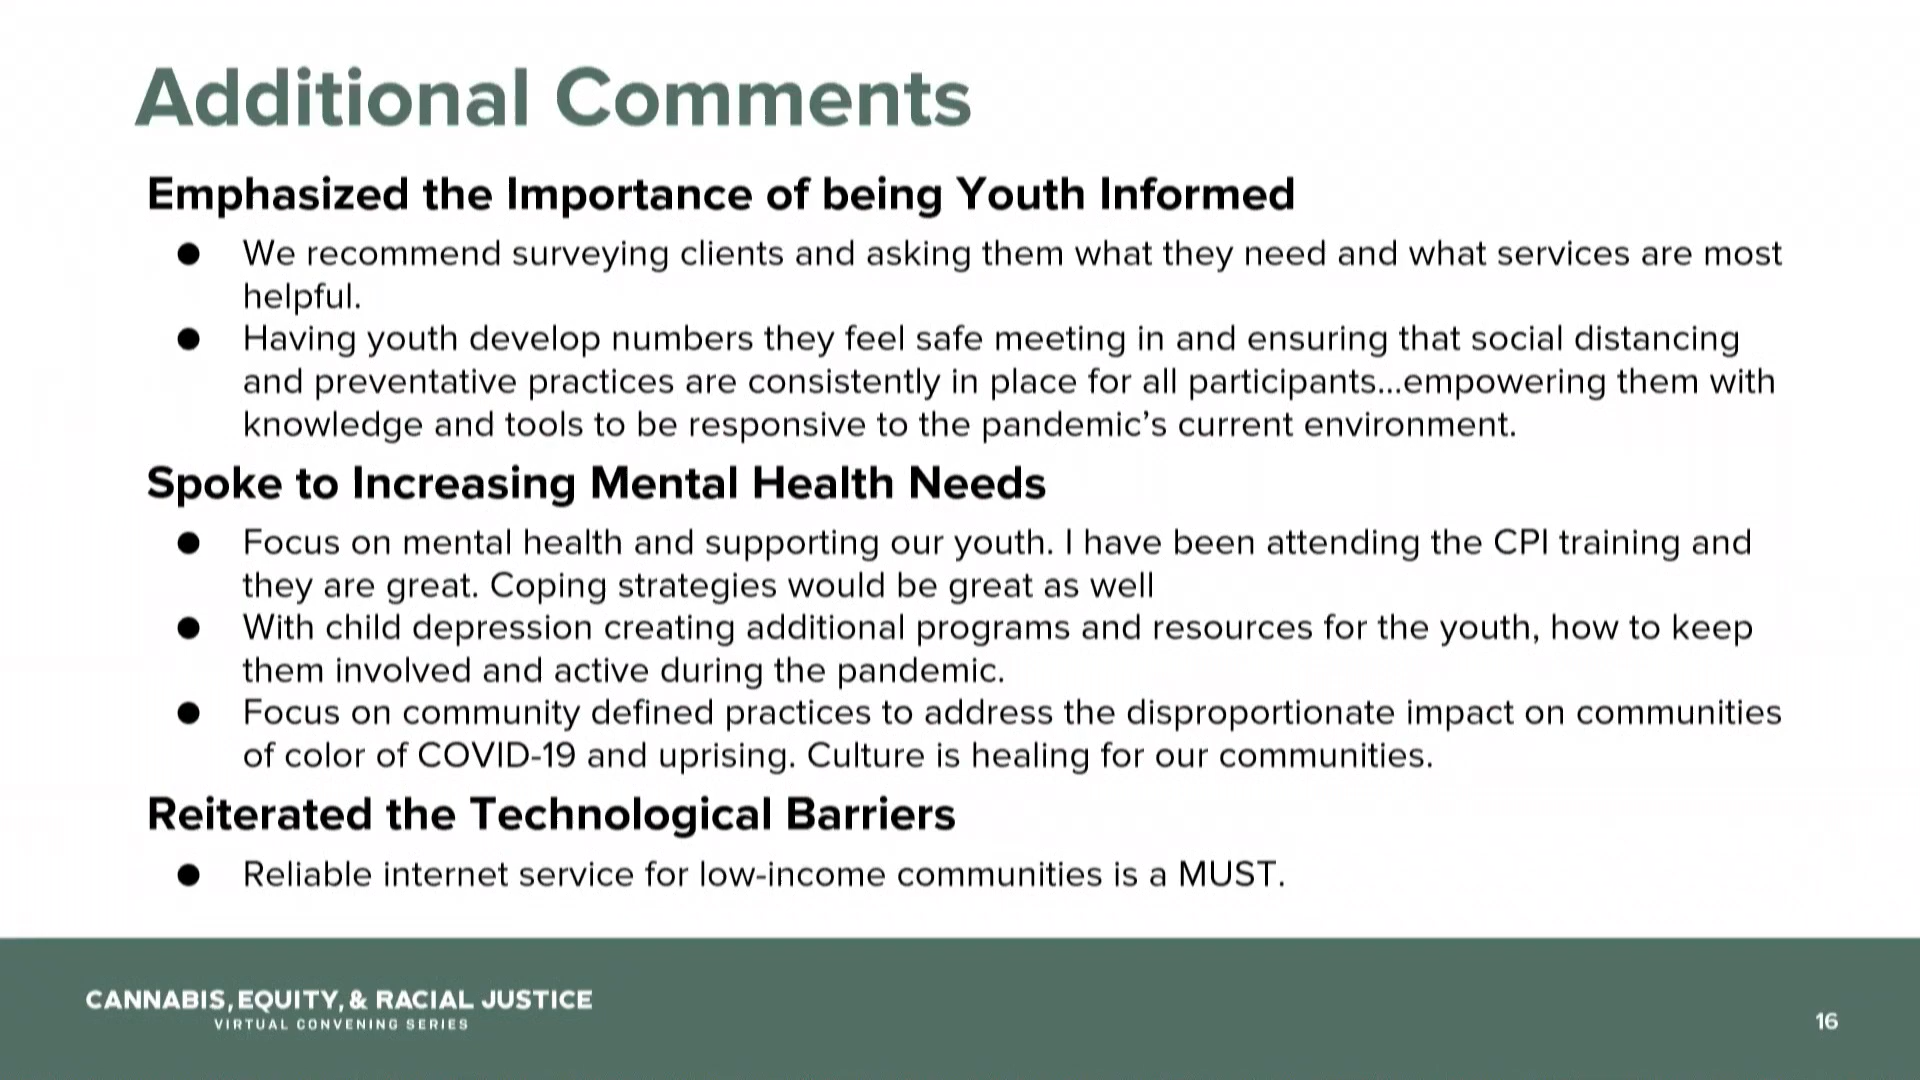 Additional Comments
Emphasized the Importance of being Youth Informed
● We recommend surveying clients and asking them what they need and what services are most
helpful.
● Having youth develop numbers they feel safe meeting in and ensuring that social distancing
and preventative practices are consistently in place for all participants...empowering them with
knowledge and tools to be responsive to the pandemic’s current environment.
Spoke to Increasing Mental Health Needs
● Focus on mental health and supporting our youth. I have been attending the CPI training and
they are great. Coping strategies would be great as well
● With child depression creating additional programs and resources for the youth, how to keep
them involved and active during the pandemic.
● Focus on community defined practices to address the disproportionate impact on communities
of color of COVID-19 and uprising. Culture is healing for our communities.
Reiterated the Technological Barriers
● Reliable internet service for low-income communities is a MUST.
CANNABIS, EQUITY, & RACIAL JUSTICE
VIRTUAL CONVENING SERIES
16